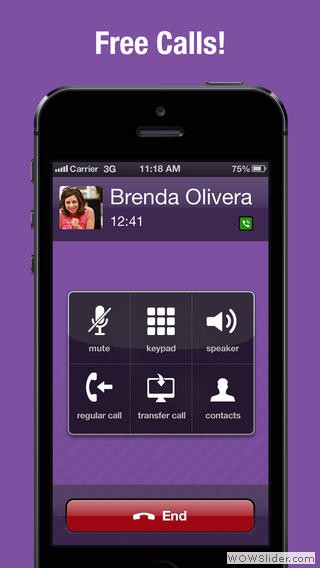 Free Calls!
Carrier 3G 11:18 AM 75%
Brenda Olivera
12:41
mute keypad speaker
regular call transfer call contacts
End
WOWSlider.com